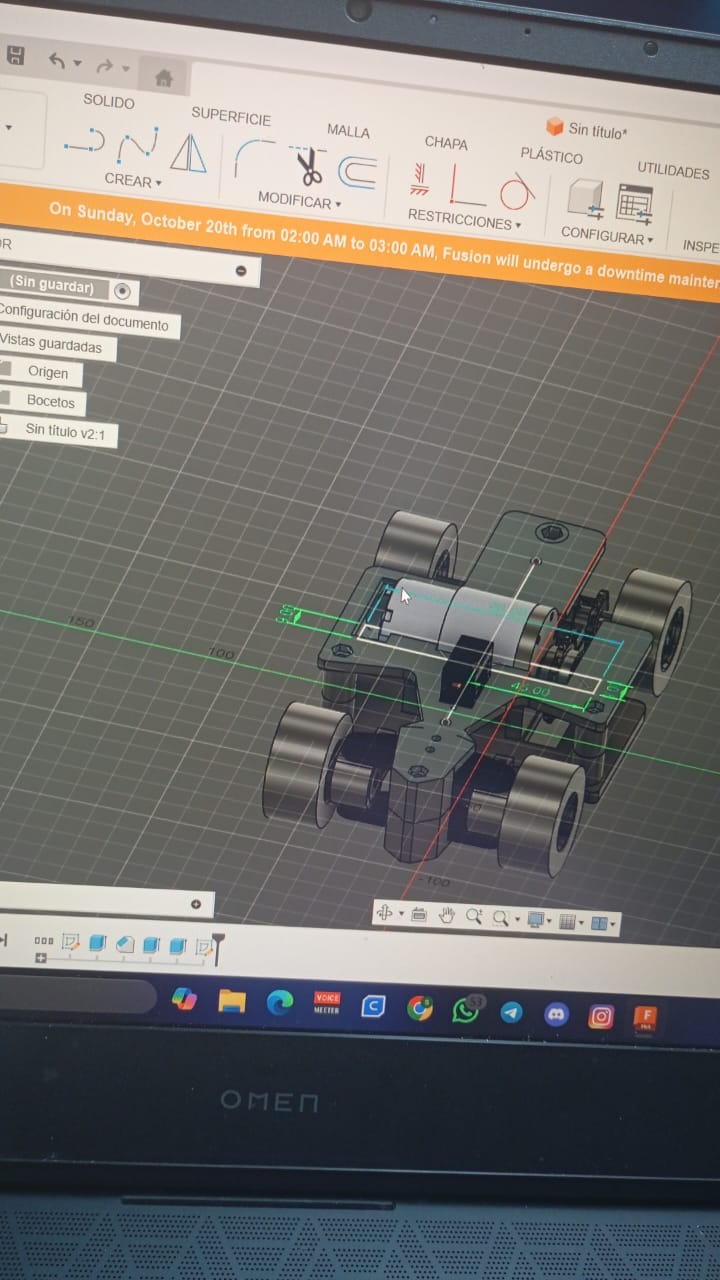 SOLIDO
SUPERFICIE
MALLA
CHAPA
PLÁSTICO
UTILIDADES
Sin título*
CREAR
MODIFICAR
RESTRICCIONES
CONFIGURAR
INSPE
On Sunday, October 20th from 02:00 AM to 03:00 AM, Fusion will undergo a downtime mainter
OR
(Sin guardar)
Configuración del documento
Vistas guardadas
Origen
Bocetos
Sin título v2:1
150
100
45.00
-100
VOICE
MEETER
53
F
OMEN